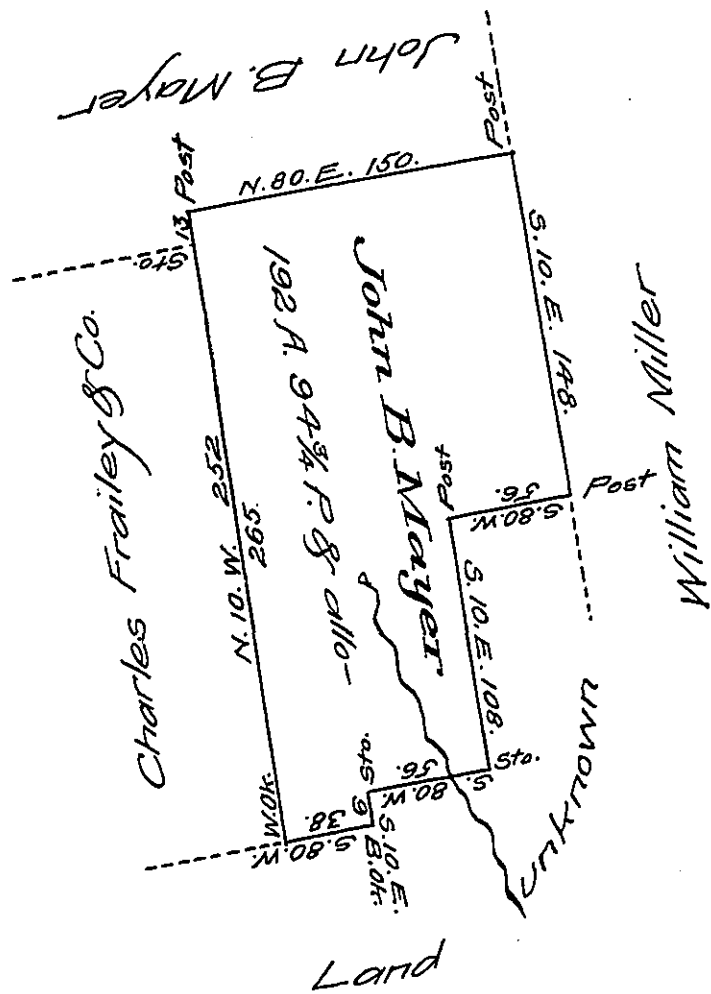 John B. Mayer
Post
N. 80. E. 150.
13 Post
Sto.
S. 10. E. 148.
William Miller
Post
S. 80. W.
56.
Post
S. 10. E. 108.
Sto.
S. 80. W.
56.
Sto.
9
S. 10. E.
B. Ok.
S. 80. W.
38.
W. Ok.
N. 10. W. 252
265.
Charles Frailey & Co.
John B. Mayer
192 A. 94¾ P. & allo–
unknown
Land